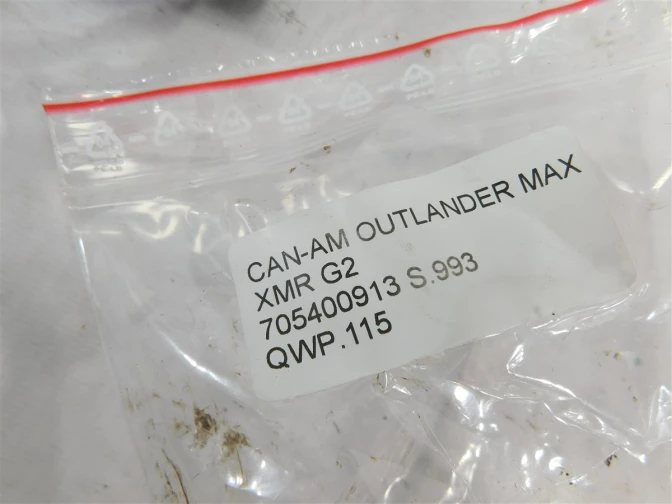 CAN-AM OUTLANDER MAX
XMR G2
705400913 S.993
QWP.115